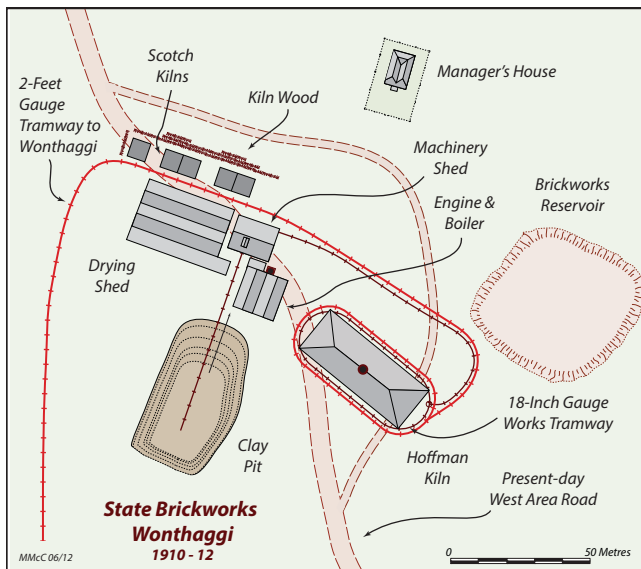 Scotch
Kilns
2-Feet
Gauge
Tramway to
Wonthaggi
Kiln Wood
Manager's House
Machinery
Shed
Engine &
Boiler
Brickworks
Reservoir
Drying
Shed
18-Inch Gauge
Works Tramway
Clay
Pit
Hoffman
Kiln
Present-day
West Area Road
State Brickworks
Wonthaggi
1910 - 12
MMcC 06/12
0 50 Metres